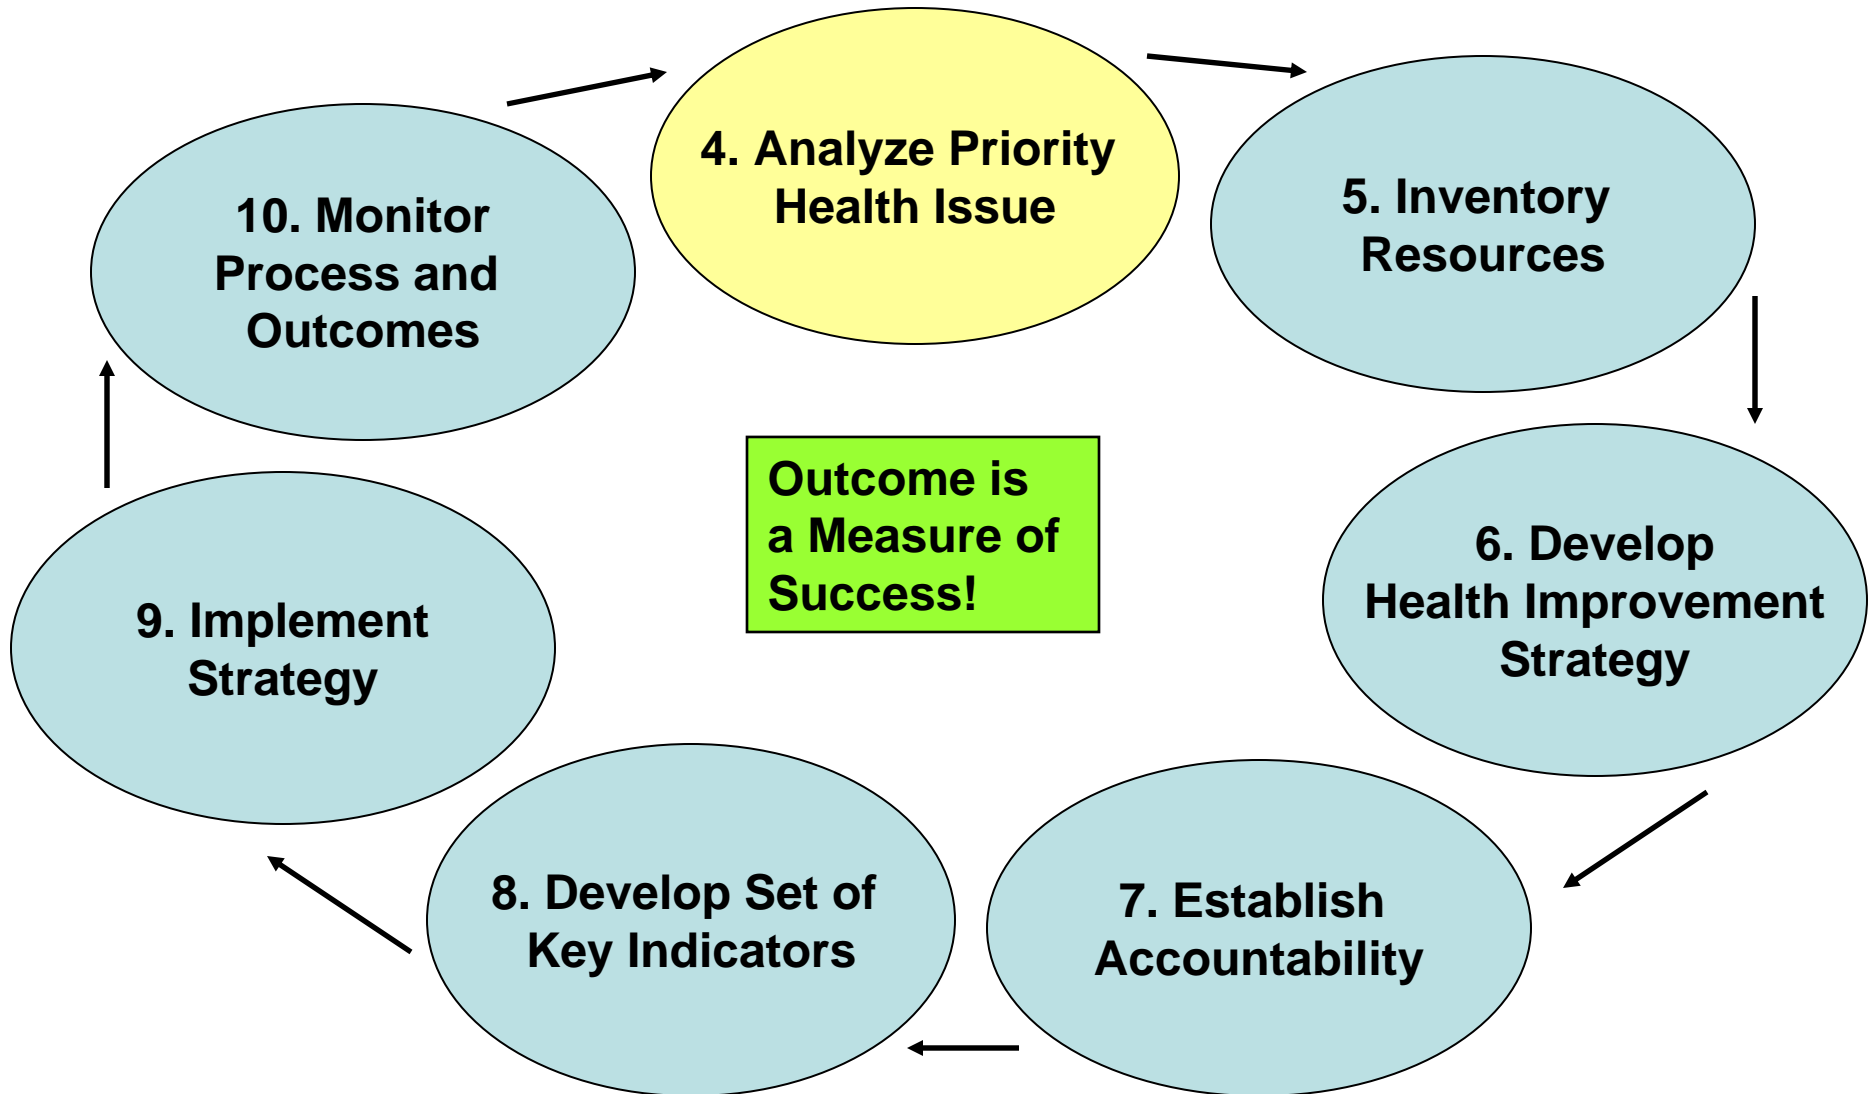 4. Analyze Priority
Health Issue
5. Inventory
Resources
6. Develop
Health Improvement
Strategy
7. Establish
Accountability
8. Develop Set of
Key Indicators
9. Implement
Strategy
10. Monitor
Process and
Outcomes
Outcome is
a Measure of
Success!